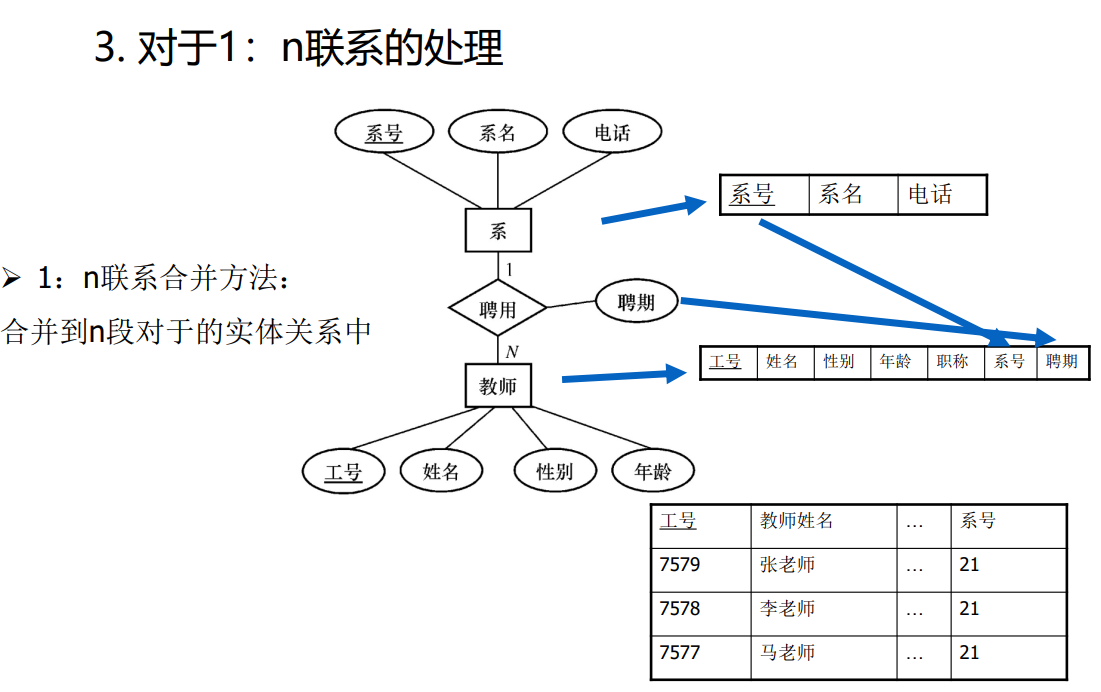 3. 对于1：n联系的处理
系号 系名 电话
系号 系名 电话
系
1
➢ 1：n联系合并方法：
聘用 聘期
合并到n段对于的实体关系中
N
工号 姓名 性别 年龄 职称 系号 聘期
教师
工号 姓名 性别 年龄
工号 教师姓名 … 系号
7579 张老师 … 21
7578 李老师 … 21
7577 马老师 … 21